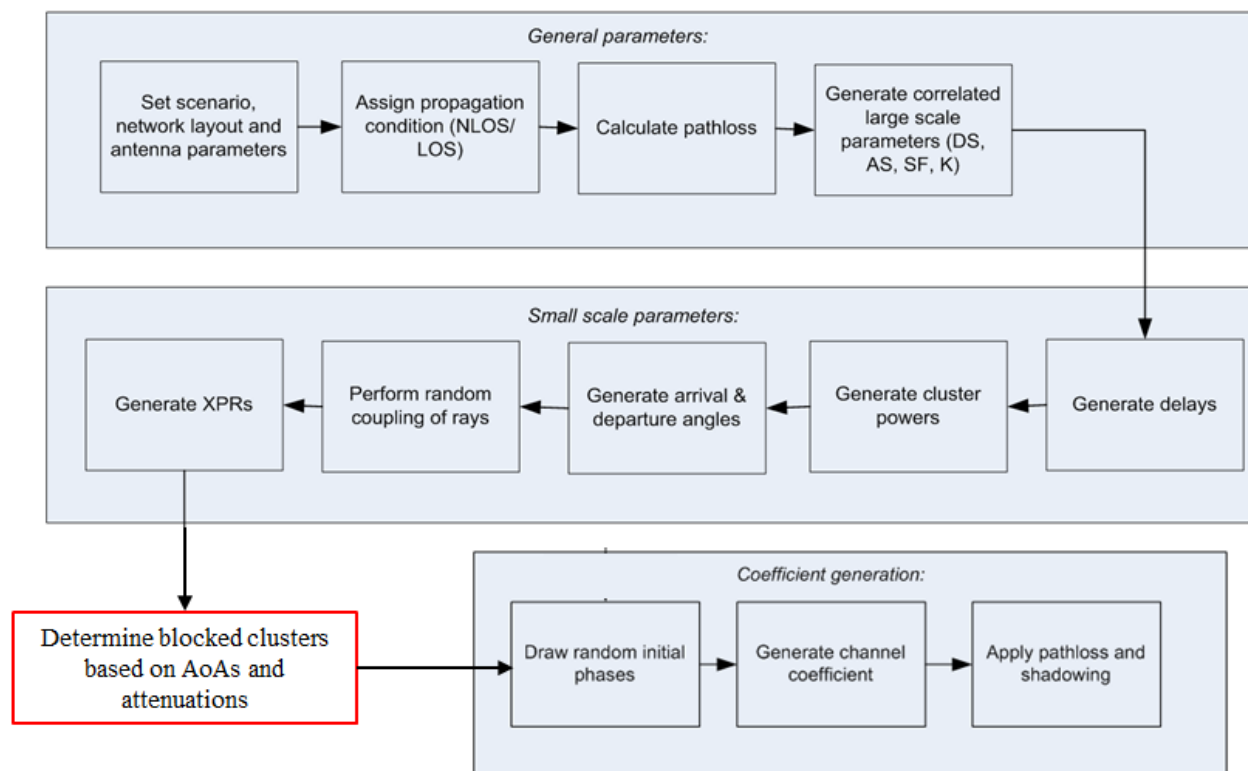 General parameters:
Set scenario,
network layout and
antenna parameters
Assign propagation
condition (NLOS/
LOS)
Calculate pathloss
Generate correlated
large scale
parameters (DS,
AS, SF, K)
Small scale parameters:
Generate XPRs
Perform random
coupling of rays
Generate arrival &
departure angles
Generate cluster
powers
Generate delays
Coefficient generation:
Determine blocked clusters
based on AoAs and
attenuations
Draw random initial
phases
Generate channel
coefficient
Apply pathloss and
shadowing